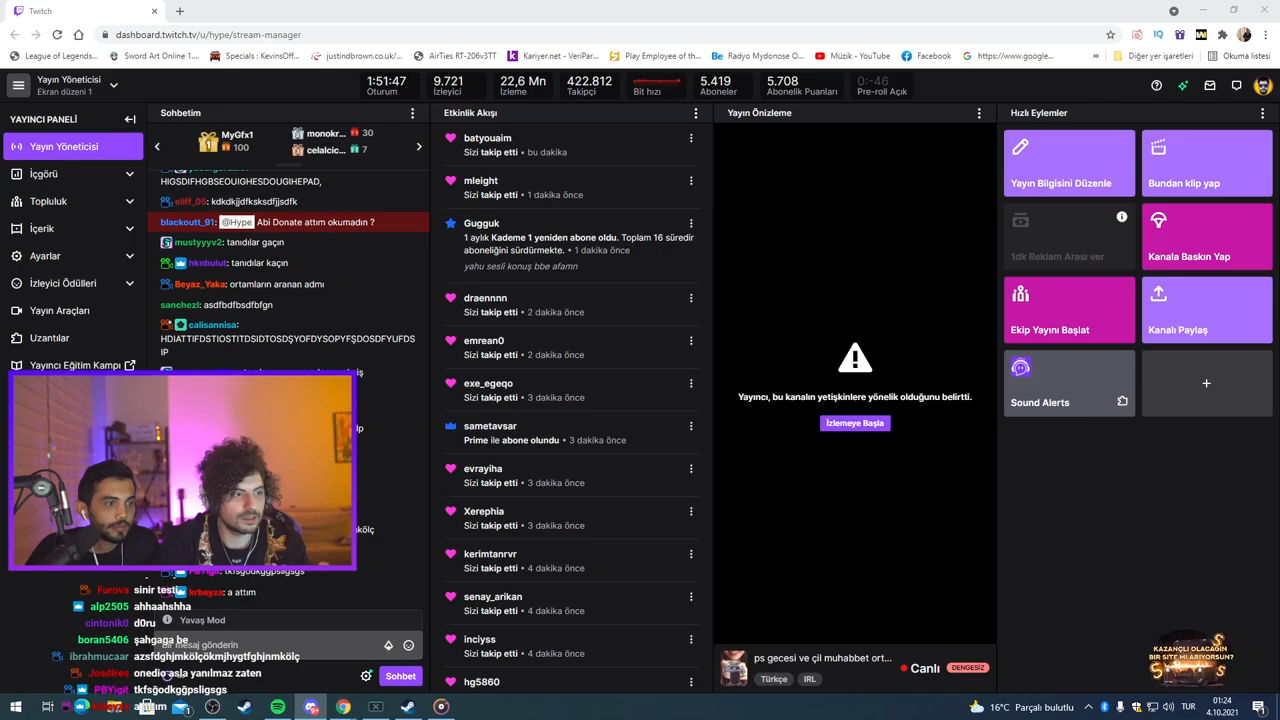 Twitch
dashboard.twitch.tv/u/hype/stream-manager
League of Legends...
Sword Art Online 1...
Specials : KevinsOff...
justindbrown.co.uk/...
AirTies RT-206v3TT
Kariyer.net - VeriPar...
Play Employee of th...
Radyo Mydonose O...
Müzik - YouTube
Facebook
https://www.google...
»
Diğer yer işaretleri
Okuma listesi
Yayın Yöneticisi
Ekran düzeni 1
1:51:47
Oturum
9.721
İzleyici
22,6 Mn
İzleme
422.812
Takipçi
Bit hızı
5.419
Aboneler
5.708
Abonelik Puanları
0:-46
Pre-roll Açık
YAYINCI PANELİ
Yayın Yöneticisi
İçgörü
Topluluk
İçerik
Ayarlar
İzleyici Ödülleri
Yayın Araçları
Uzantılar
Yayıncı Eğitim Kampı
Sohbetim
1
MyGfx1
100
monokr... 30
celalcic... 7
HIGSDIFHGBSEOUIGHESDOUGIHEPAD,
eliff_05: kdkdkjjdfksksdfjjsdfk
blackoutt_91: @Hype Abi Donate attım okumadın ?
mustyyyv2: tanıdılar gaçın
hknbulut: tanıdılar kaçın
Beyaz_Yaka: ortamların aranan admı
sanchezl: asdfbdfbsdfbfgn
calisannisa:
HDIATTIFDSTIOSTITDSIDTOSDŞYOFDYSOPYFŞDOSDFYUFDS
IP
PBYigit: tkfsğodkgğpşligsgs
krbeyza: a attım
Yavaş Mod
Bir mesaj gönderin
Sohbet
Furova sinir testi
alp2505 ahhaahshha
cintonik0 d0ru
boran5406 şahgaga be
ibrahmucaar azsfdghjmkölçökmjhygtfghjnmkölç
Josdires onedio asla yanılmaz zaten
PBYigit tkfsğodkgğpşligsgs
krbeyza a attım
Etkinlik Akışı
batyouaim
Sizi takip etti • bu dakika
mleight
Sizi takip etti • 1 dakika önce
Gugguk
1 aylık Kademe 1 yeniden abone oldu. Toplam 16 süredir
aboneliğini sürdürmekte. • 1 dakika önce
yahu sesli konuş bbe afamn
draennnn
Sizi takip etti • 2 dakika önce
emrean0
Sizi takip etti • 2 dakika önce
exe_egeqo
Sizi takip etti • 3 dakika önce
sametavsar
Prime ile abone olundu • 3 dakika önce
evrayiha
Sizi takip etti • 3 dakika önce
Xerephia
Sizi takip etti • 3 dakika önce
kerimtanrvr
Sizi takip etti • 4 dakika önce
senay_arikan
Sizi takip etti • 4 dakika önce
inciyss
Sizi takip etti • 4 dakika önce
hg5860
Yayın Önizleme
Yayıncı, bu kanalın yetişkinlere yönelik olduğunu belirtti.
İzlemeye Başla
ps gecesi ve çil muhabbet ort...
Türkçe
IRL
Canlı
DENGESİZ
Hızlı Eylemler
Yayın Bilgisini Düzenle
Bundan klip yap
1dk Reklam Arası ver
Kanala Baskın Yap
Ekip Yayını Başlat
Kanalı Paylaş
Sound Alerts
KAZANÇLI OLACAĞIN
BİR SİTE Mİ ARIYORSUN?
16°C Parçalı bulutlu
TUR
01:24
4.10.2021